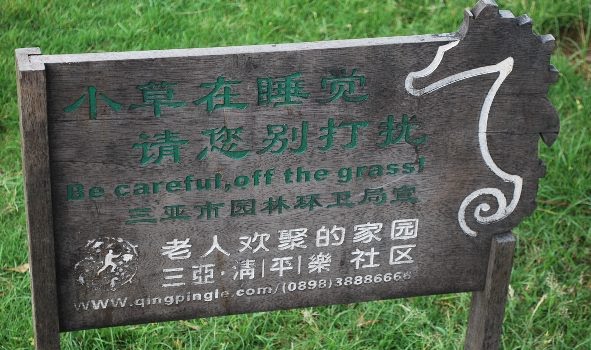 小草在睡觉
请您别打扰
Be careful,off the grass!
三亚市园林环卫局宣
老人欢聚的家园
三亞·清|平|樂 社区
www.qingpingle.com/(0898)38886666